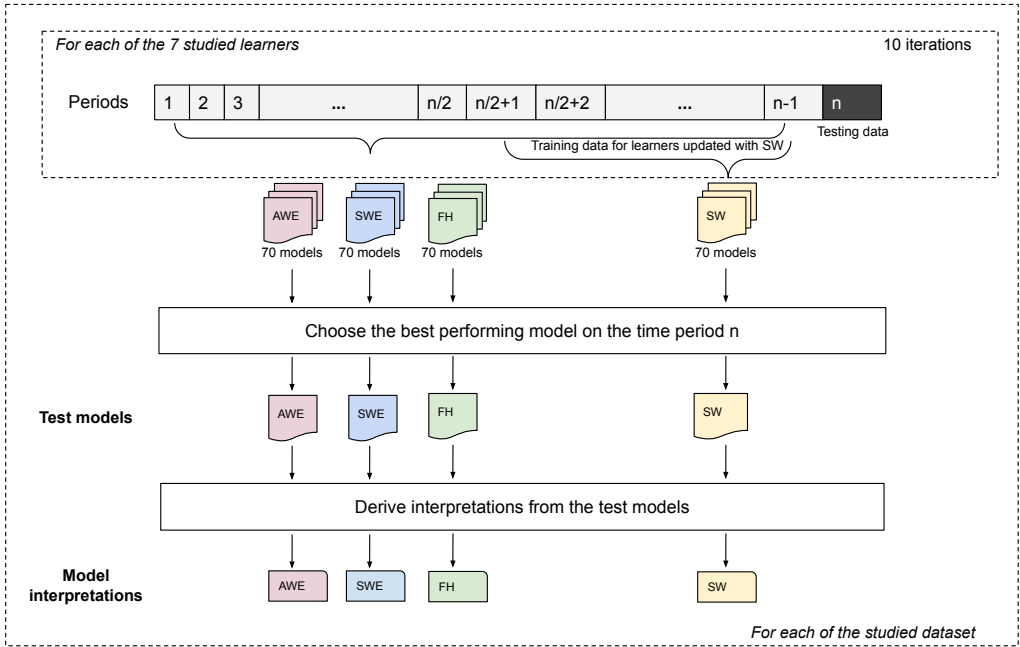 For each of the 7 studied learners
10 iterations
Periods
1 2 3 ... n/2 n/2+1 n/2+2 ... n-1 n
Testing data
Training data for learners updated with SW
AWE SWE FH SW
70 models 70 models 70 models 70 models
Choose the best performing model on the time period n
Test models
AWE SWE FH SW
Derive interpretations from the test models
Model
interpretations
AWE SWE FH SW
For each of the studied dataset